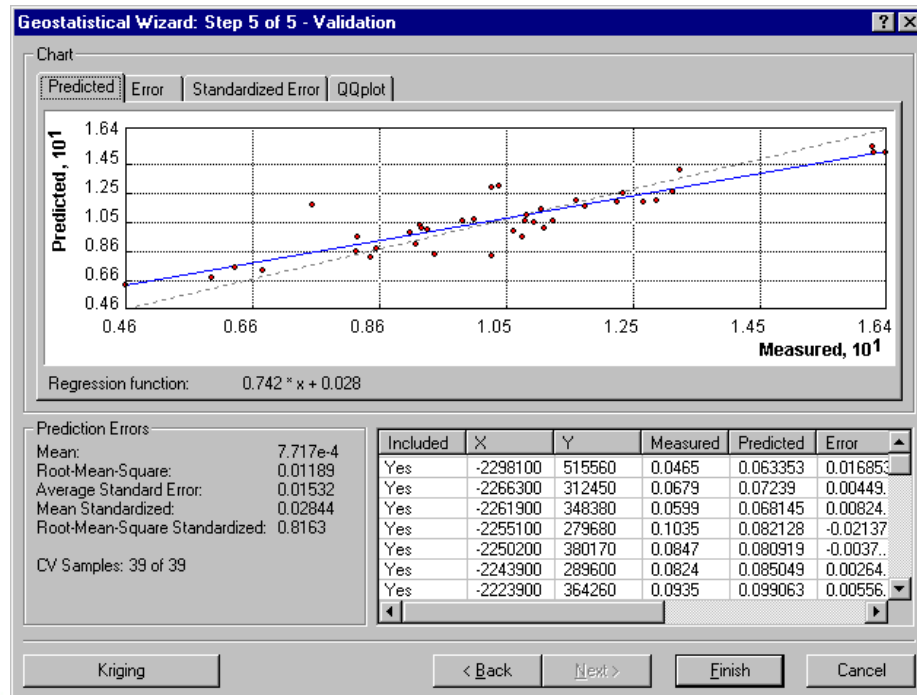 Geostatistical Wizard: Step 5 of 5 - Validation
Chart
Predicted Error Standardized Error QQplot
Predicted, 10¹
1.64
1.45
1.25
1.05
0.86
0.66
0.46
0.46 0.66 0.86 1.05 1.25 1.45 1.64
Measured, 10¹
Regression function: 0.742 * x + 0.028
Prediction Errors
Mean: 7.717e-4
Root-Mean-Square: 0.01189
Average Standard Error: 0.01532
Mean Standardized: 0.02844
Root-Mean-Square Standardized: 0.8163
CV Samples: 39 of 39
Included X Y Measured Predicted Error
Yes -2298100 515560 0.0465 0.063353 0.016853
Yes -2266300 312450 0.0679 0.07239 0.00449.
Yes -2261900 348380 0.0599 0.068145 0.00824.
Yes -2255100 279680 0.1035 0.082128 -0.02137
Yes -2250200 380170 0.0847 0.080919 -0.0037..
Yes -2243900 289600 0.0824 0.085049 0.00264.
Yes -2223900 364260 0.0935 0.099063 0.00556.
Kriging < Back Next > Finish Cancel